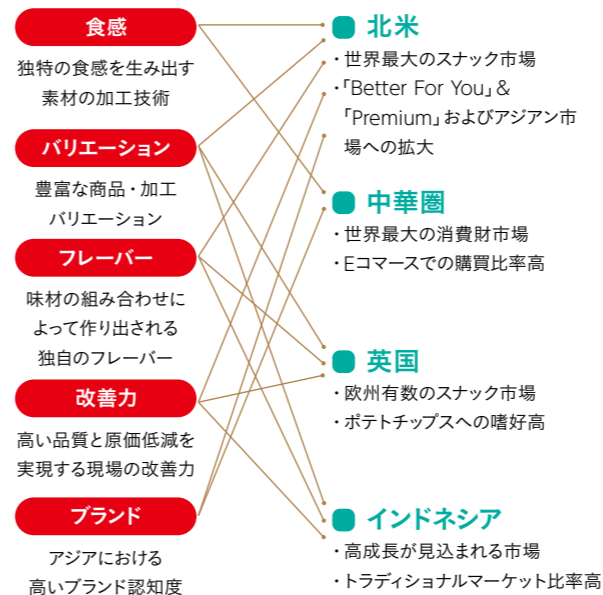 食感
独特の食感を生み出す
素材の加工技術
バリエーション
豊富な商品・加工
バリエーション
フレーバー
味材の組み合わせに
よって作り出される
独自のフレーバー
改善力
高い品質と原価低減を
実現する現場の改善力
ブランド
アジアにおける
高いブランド認知度
北米
・世界最大のスナック市場
・「Better For You」&
「Premium」およびアジアン市
場への拡大
中華圏
・世界最大の消費財市場
・Eコマースでの購買比率高
英国
・欧州有数のスナック市場
・ポテトチップスへの嗜好高
インドネシア
・高成長が見込まれる市場
・トラディショナルマーケット比率高